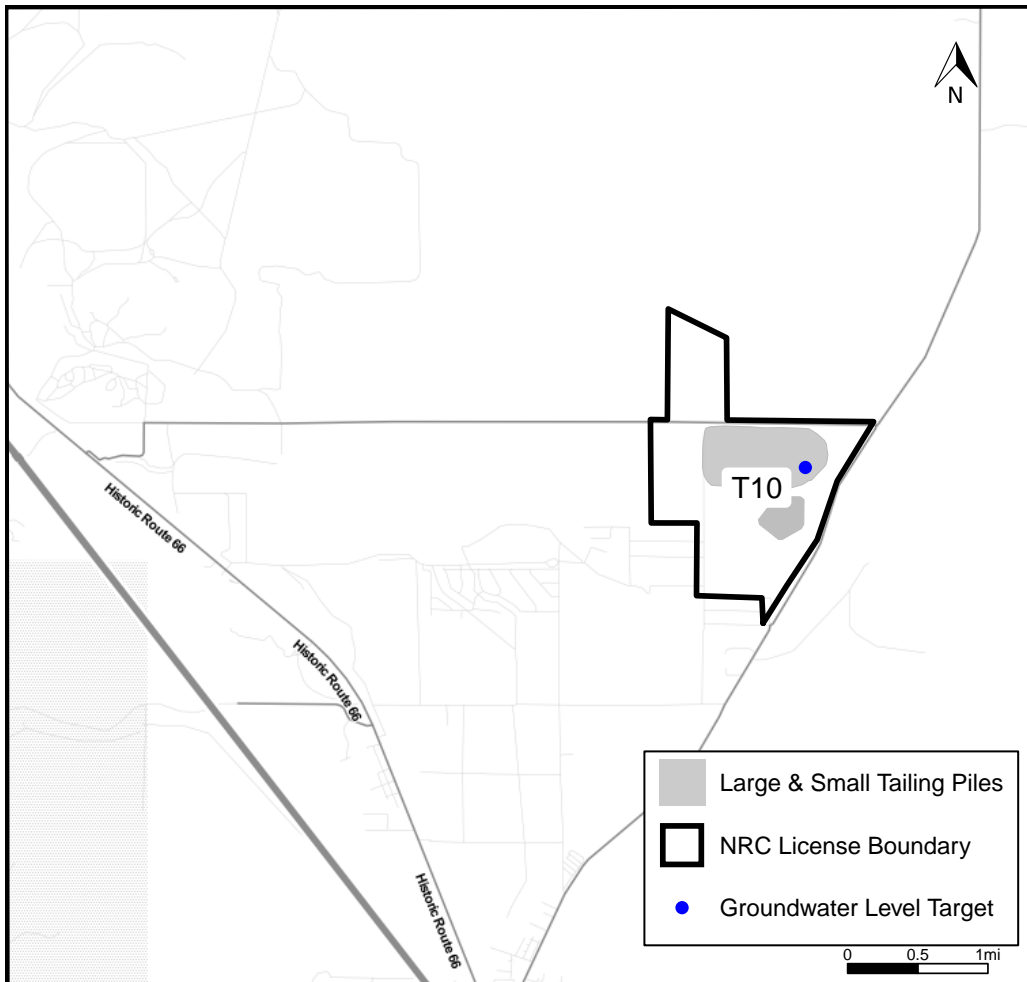 N
T10
Historic Route 66
Historic Route 66
Historic Route 66
Large & Small Tailing Piles
NRC License Boundary
Groundwater Level Target
0 0.5 1mi